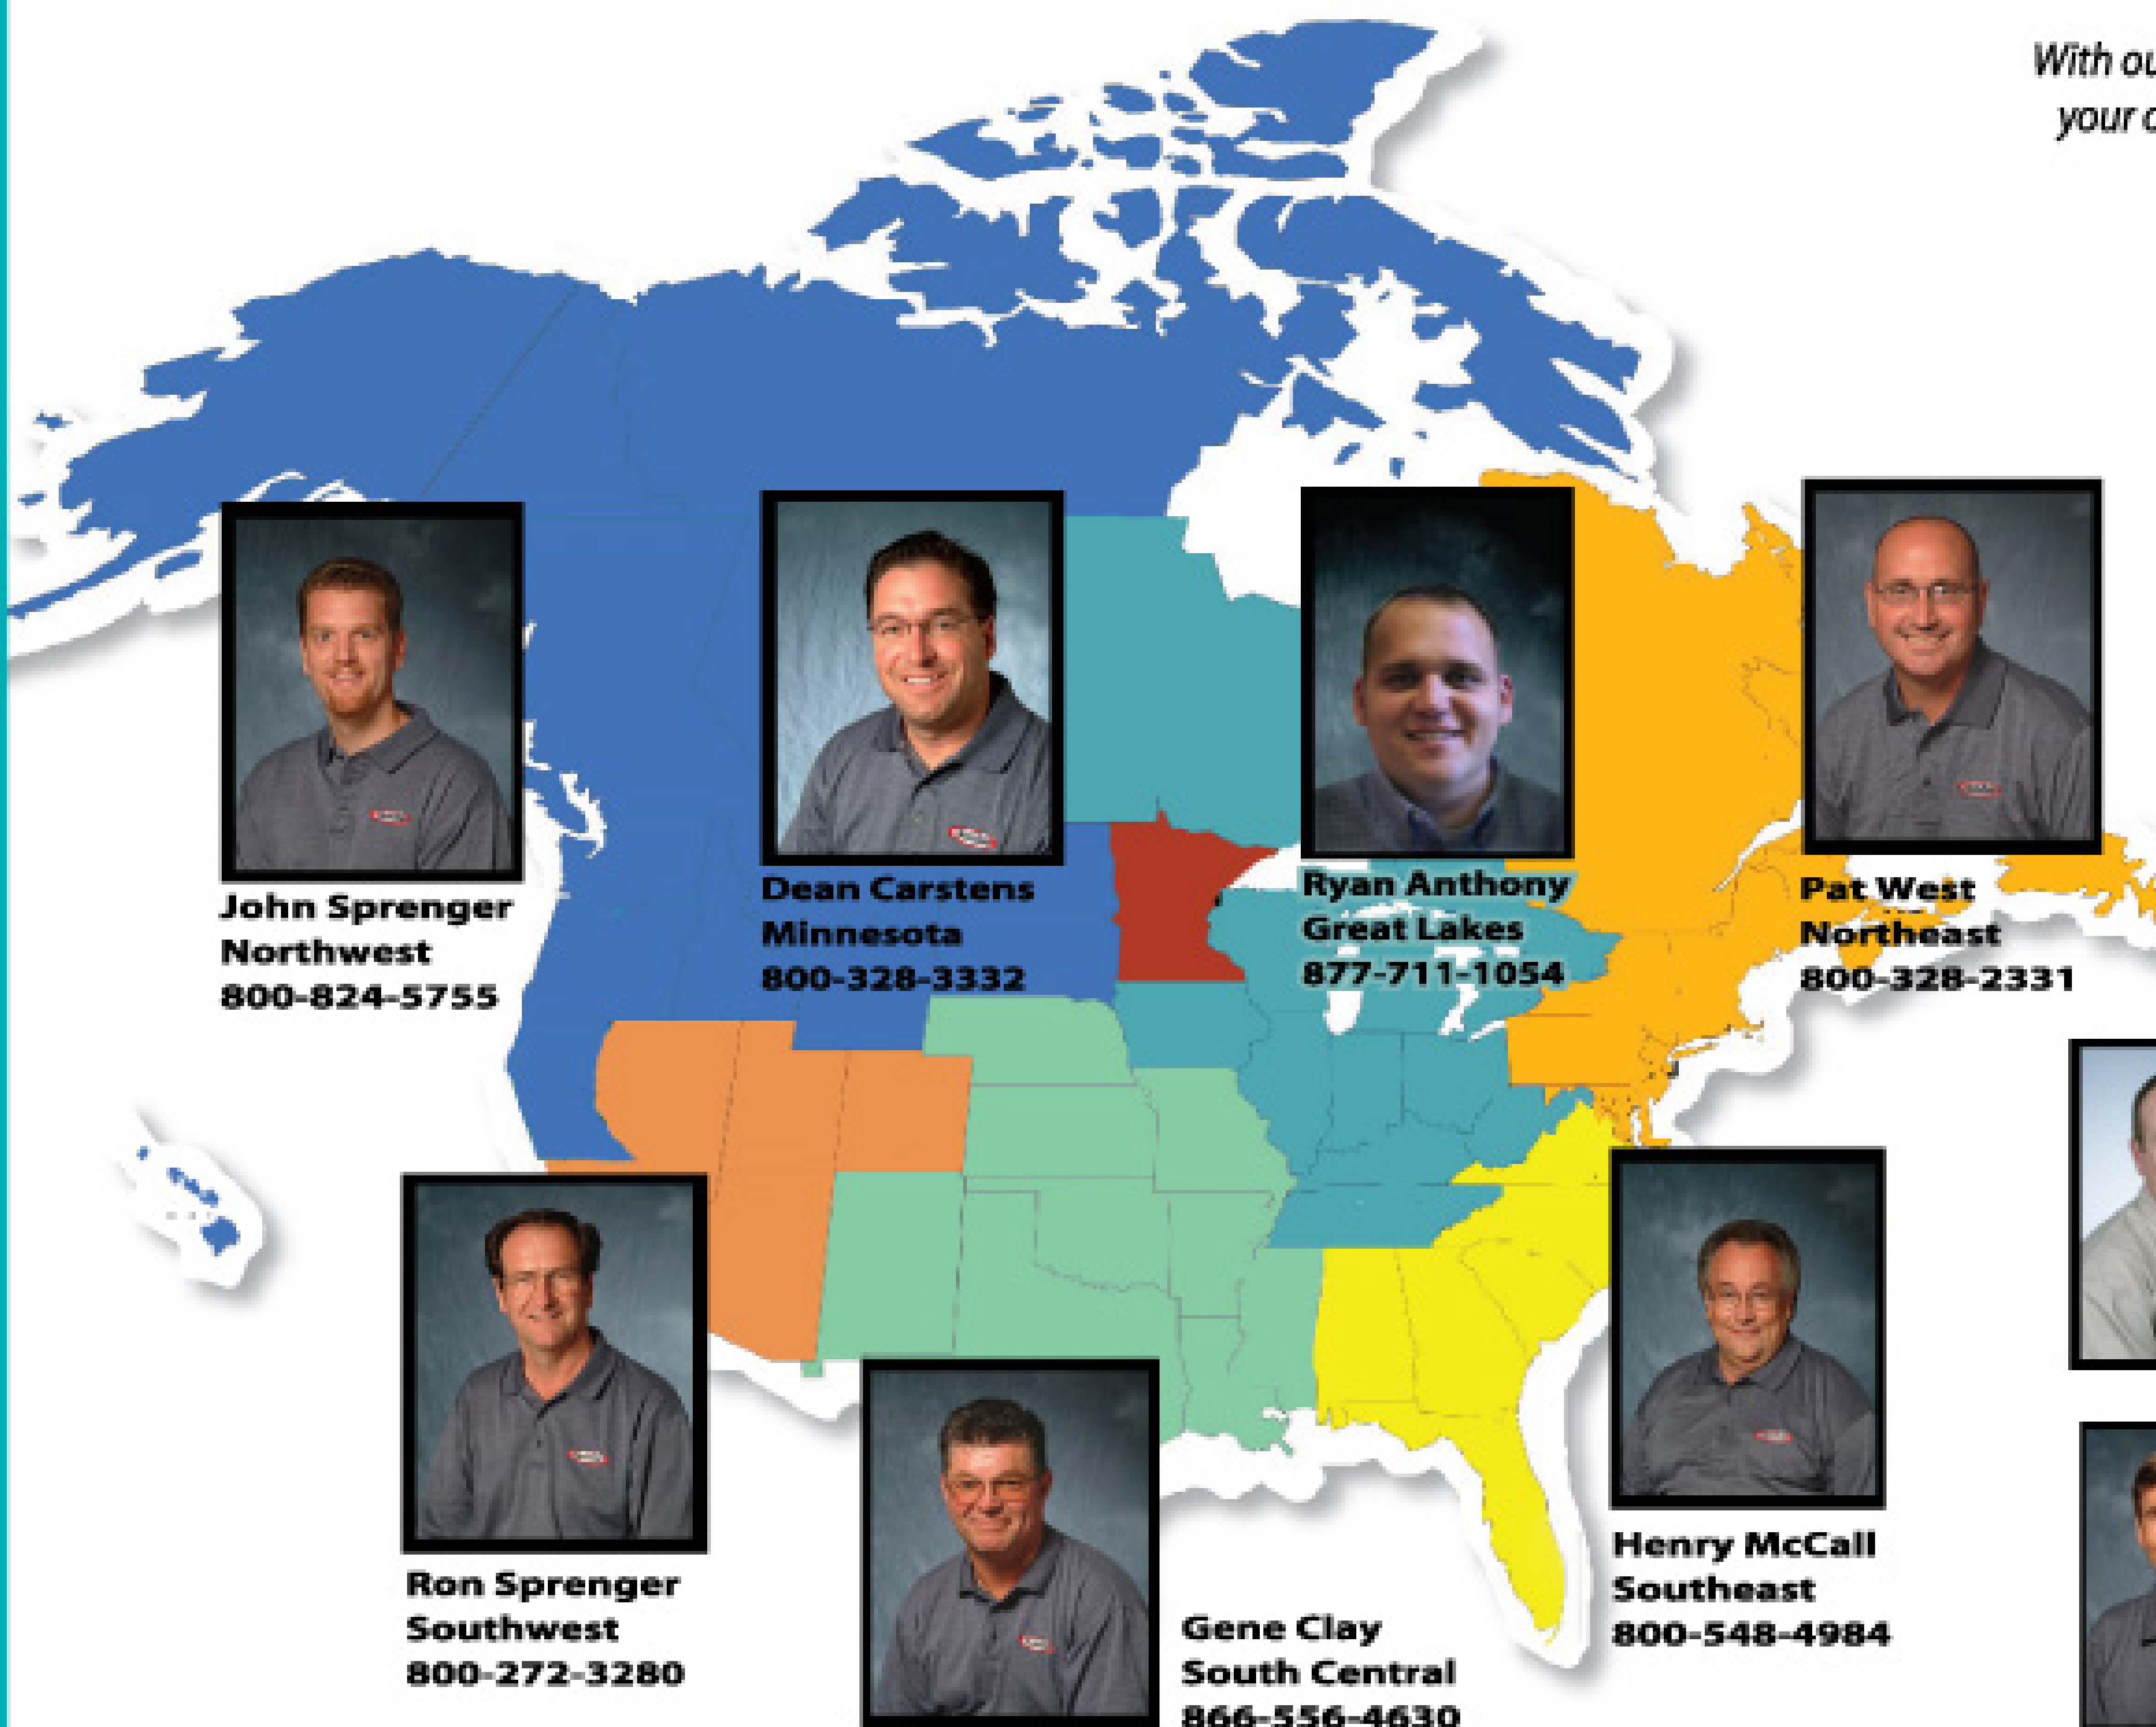 With ou
your c
John Sprenger
Northwest
800-824-5755
Dean Carstens
Minnesota
800-328-3332
Ryan Anthony
Great Lakes
877-711-1054
Pat West
Northeast
800-328-2331
Ron Sprenger
Southwest
800-272-3280
Gene Clay
South Central
866-556-4630
Henry McCall
Southeast
800-548-4984